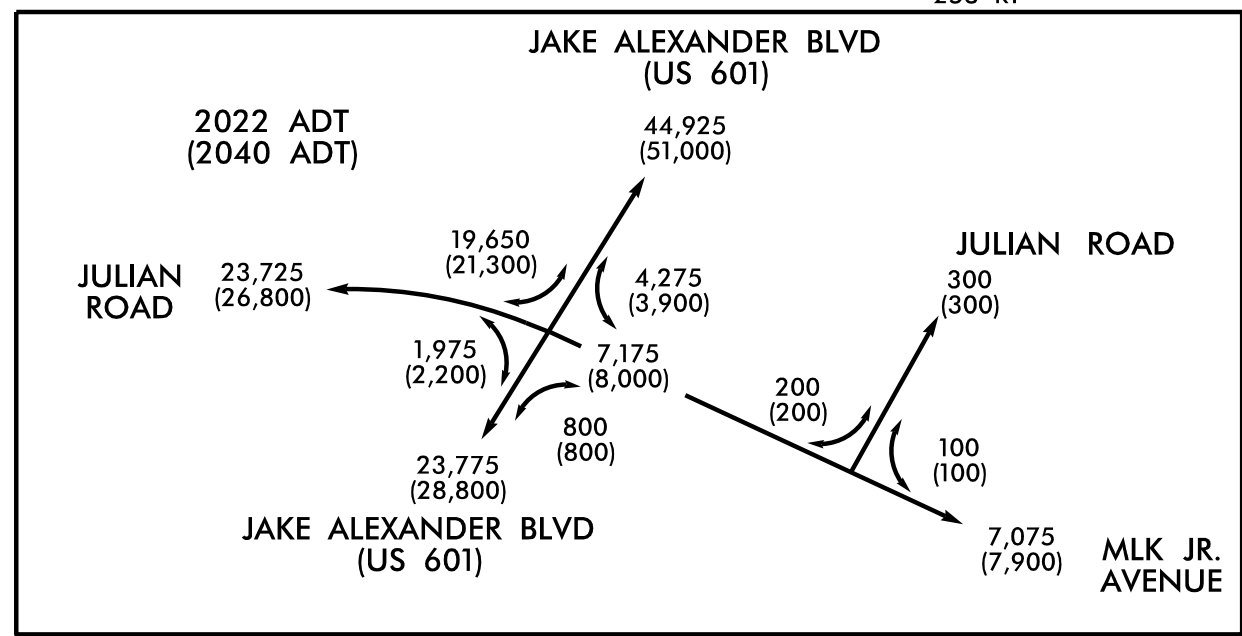 JAKE ALEXANDER BLVD
(US 601)
2022 ADT
(2040 ADT)
44,925
(51,000)
19,650
(21,300)
JULIAN
ROAD
23,725
(26,800)
4,275
(3,900)
JULIAN ROAD
300
(300)
1,975
(2,200)
7,175
(8,000)
200
(200)
800
(800)
100
(100)
23,775
(28,800)
JAKE ALEXANDER BLVD
(US 601)
7,075
(7,900)
MLK JR.
AVENUE